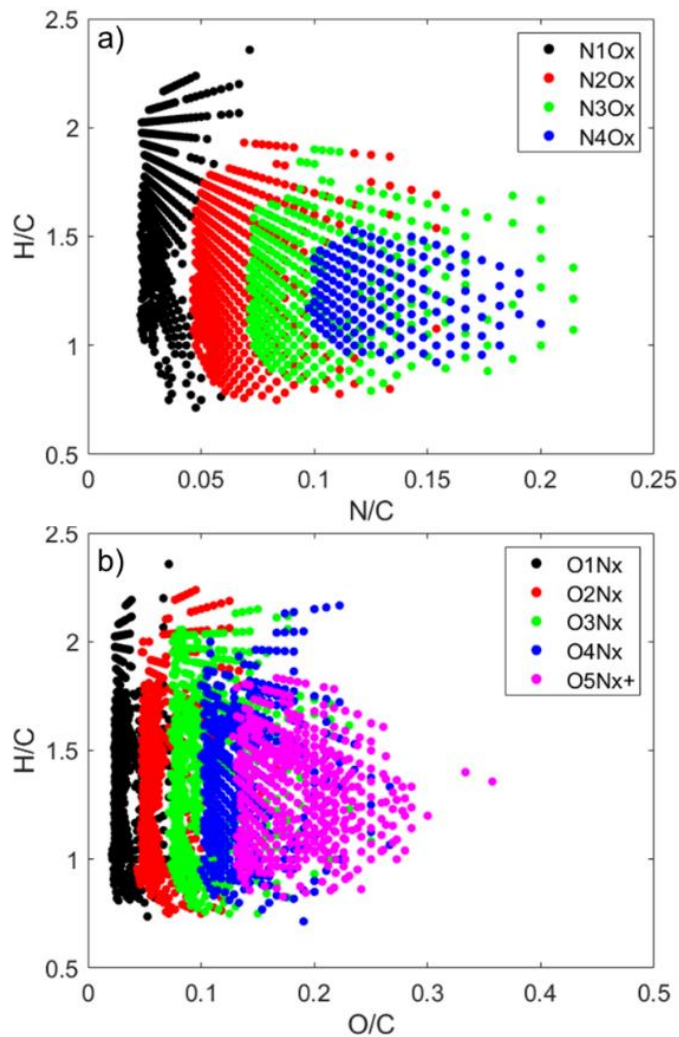 a)
2.5
2
1.5
1
0.5
H/C
N1Ox
N2Ox
N3Ox
N4Ox
0 0.05 0.1 0.15 0.2 0.25
N/C
b)
2.5
2
1.5
1
0.5
H/C
O1Nx
O2Nx
O3Nx
O4Nx
O5Nx+
0 0.1 0.2 0.3 0.4 0.5
O/C